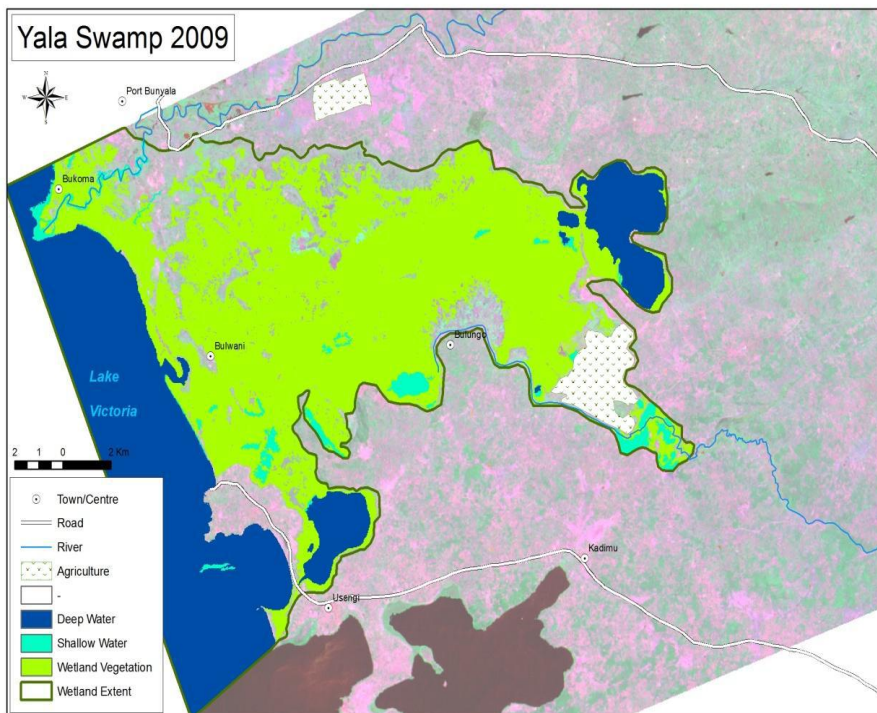 Yala Swamp 2009
N
W E
S
Port Bunyala
Bukoma
Bulwani
Bulungo
Lake
Victoria
2 1 0 2 Km
Kadimu
Usengi
Town/Centre
Road
River
Agriculture
-
Deep Water
Shallow Water
Wetland Vegetation
Wetland Extent